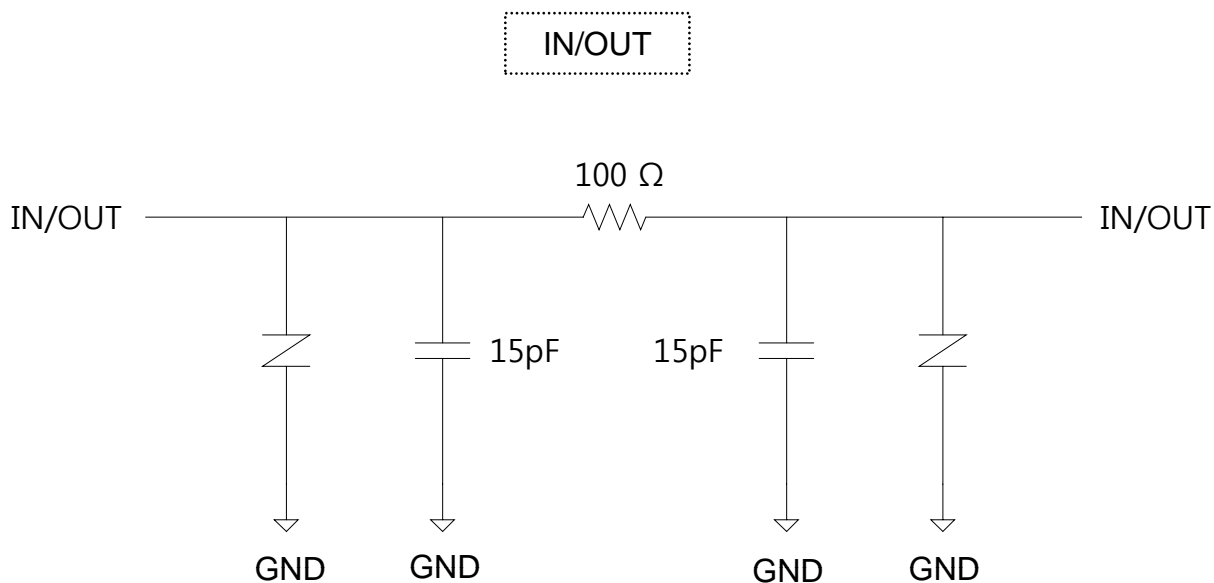 IN/OUT
100 Ω
IN/OUT
IN/OUT
15pF
15pF
GND
GND
GND
GND